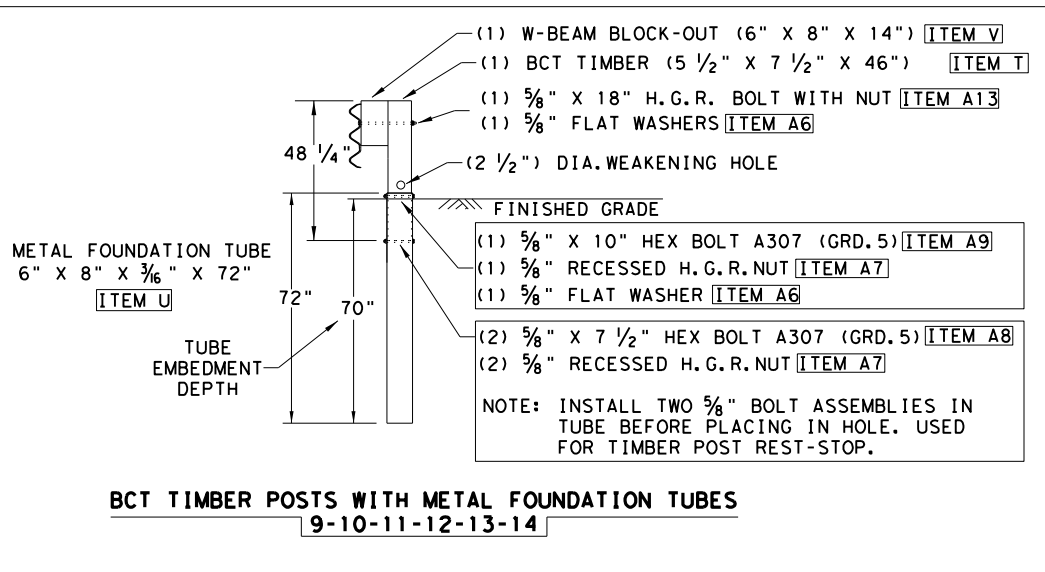 (1) W-BEAM BLOCK-OUT (6" X 8" X 14") ITEM V
(1) BCT TIMBER (5 1/2" X 7 1/2" X 46") ITEM T
(1) 5/8" X 18" H.G.R. BOLT WITH NUT ITEM A13
(1) 5/8" FLAT WASHERS ITEM A6
48 1/4"
(2 1/2") DIA. WEAKENING HOLE
FINISHED GRADE
METAL FOUNDATION TUBE
6" X 8" X 3/16" X 72"
ITEM U
72"
70"
TUBE
EMBEDMENT
DEPTH
(1) 5/8" X 10" HEX BOLT A307 (GRD.5) ITEM A9
(1) 5/8" RECESSED H.G.R. NUT ITEM A7
(1) 5/8" FLAT WASHER ITEM A6
(2) 5/8" X 7 1/2" HEX BOLT A307 (GRD.5) ITEM A8
(2) 5/8" RECESSED H.G.R. NUT ITEM A7
NOTE: INSTALL TWO 5/8" BOLT ASSEMBLIES IN
TUBE BEFORE PLACING IN HOLE. USED
FOR TIMBER POST REST-STOP.
BCT TIMBER POSTS WITH METAL FOUNDATION TUBES
9-10-11-12-13-14